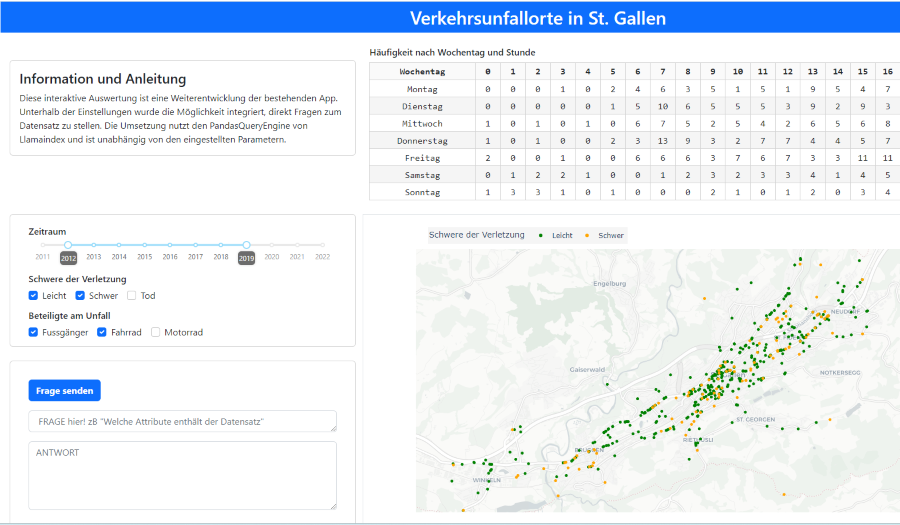 Verkehrsunfallorte in St. Gallen
Information und Anleitung
Diese interaktive Auswertung ist eine Weiterentwicklung der bestehenden App.
Unterhalb der Einstellungen wurde die Möglichkeit integriert, direkt Fragen zum
Datensatz zu stellen. Die Umsetzung nutzt den PandasQueryEngine von
Llamaindex und ist unabhängig von den eingestellten Parametern.
Häufigkeit nach Wochentag und Stunde
Wochentag 0 1 2 3 4 5 6 7 8 9 10 11 12 13 14 15 16
Montag 0 0 0 1 0 2 4 6 3 5 1 5 1 9 5 4 7
Dienstag 0 0 0 0 0 1 5 10 6 5 5 5 3 9 2 9 3
Mittwoch 1 0 1 0 1 0 6 7 5 2 5 4 2 6 5 6 8
Donnerstag 1 0 1 0 0 2 3 13 9 3 2 7 7 4 4 5 7
Freitag 2 0 0 1 0 0 6 6 6 3 7 6 7 3 3 11 11
Samstag 0 1 2 2 1 0 0 1 2 3 2 3 3 4 1 4 5
Sonntag 1 3 3 1 0 1 0 0 0 2 1 0 1 2 0 3 4
Zeitraum
2011 2012 2013 2014 2015 2016 2017 2018 2019 2020 2021 2022
Schwere der Verletzung
Leicht Schwer Tod
Beteiligte am Unfall
Fussgänger Fahrrad Motorrad
Frage senden
FRAGE hier! zB "Welche Attribute enthält der Datensatz"
ANTWORT
Schwere der Verletzung Leicht Schwer
Engelburg
NEUDORF
Gaiserwald
NOTKERSEGG
ST. GEORGEN
RIETHÜSLI
BRUGGEN
WINKELN